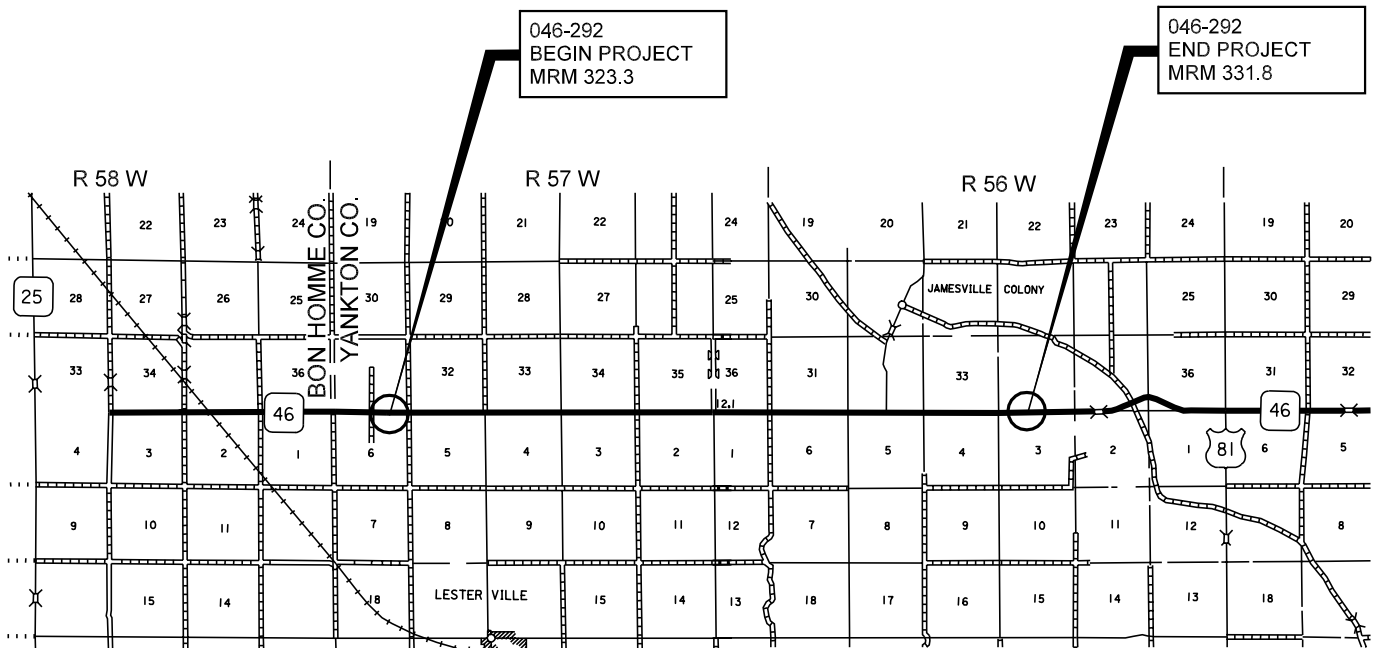 046-292
BEGIN PROJECT
MRM 323.3
046-292
END PROJECT
MRM 331.8
R 58 W
R 57 W
R 56 W
22 23 24 19 20 21 22 24 19 20 21 22 23 24 19 20
BON HOMME CO.
YANKTON CO.
25
28 27 26 25 30 29 28 27 25 30 JAMESVILLE COLONY 25 30 29
33 34 36 32 33 34 35 36 31 33 36 31 32
46
12.1
46
81
4 3 2 1 6 5 4 3 2 1 6 5 4 3 2 1 6 5
9 10 11 7 8 9 10 11 12 7 8 9 10 11 12 8
15 14 18 LESTERVILLE 15 14 13 18 17 16 15 14 13 18